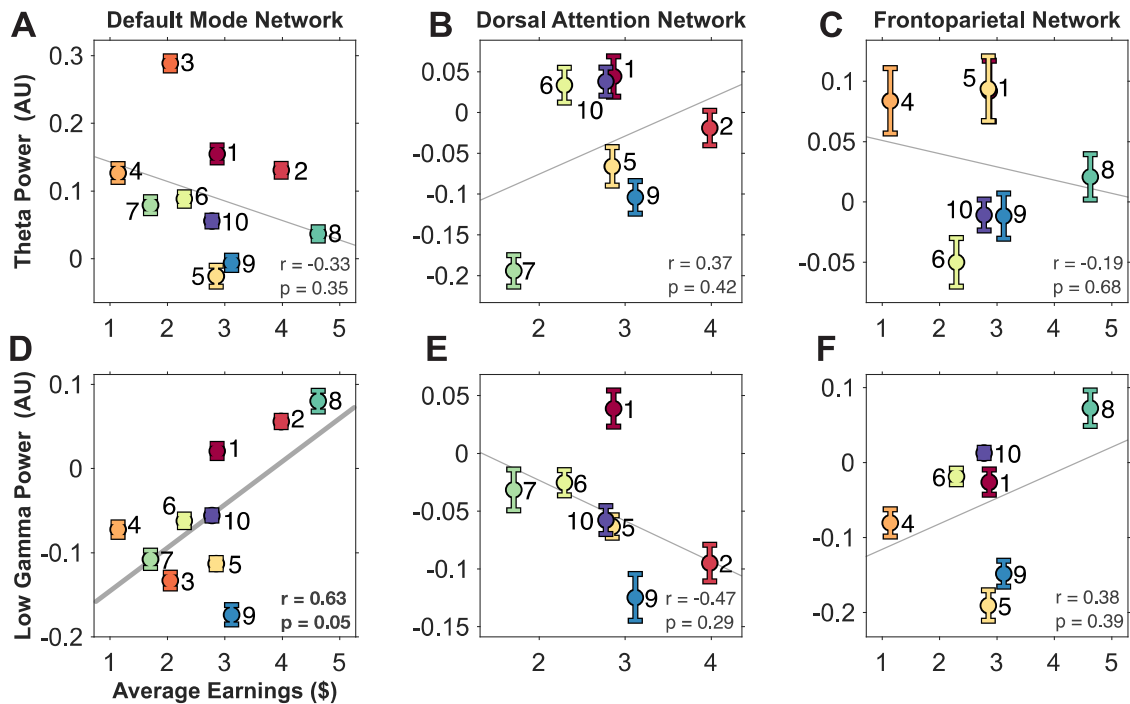 Default Mode Network
Dorsal Attention Network
Frontoparietal Network
A
Theta Power (AU)
0.3
0.2
0.1
0
3
1
2
4
7
6
10
8
9
5
r = -0.33
p = 0.35
1 2 3 4 5
B
0.05
0
-0.05
-0.1
-0.15
-0.2
6
10
1
2
5
9
7
r = 0.37
p = 0.42
2 3 4
C
0.1
0.05
0
-0.05
4
5
1
8
10
9
6
r = -0.19
p = 0.68
1 2 3 4 5
D
Low Gamma Power (AU)
0.1
0
-0.1
-0.2
8
2
1
6
10
4
7
3
5
9
r = 0.63
p = 0.05
1 2 3 4 5
Average Earnings ($)
E
0.05
0
-0.05
-0.1
-0.15
1
7
6
10
5
2
9
r = -0.47
p = 0.29
2 3 4
F
0.1
0
-0.1
-0.2
8
10
6
1
4
9
5
r = 0.38
p = 0.39
1 2 3 4 5